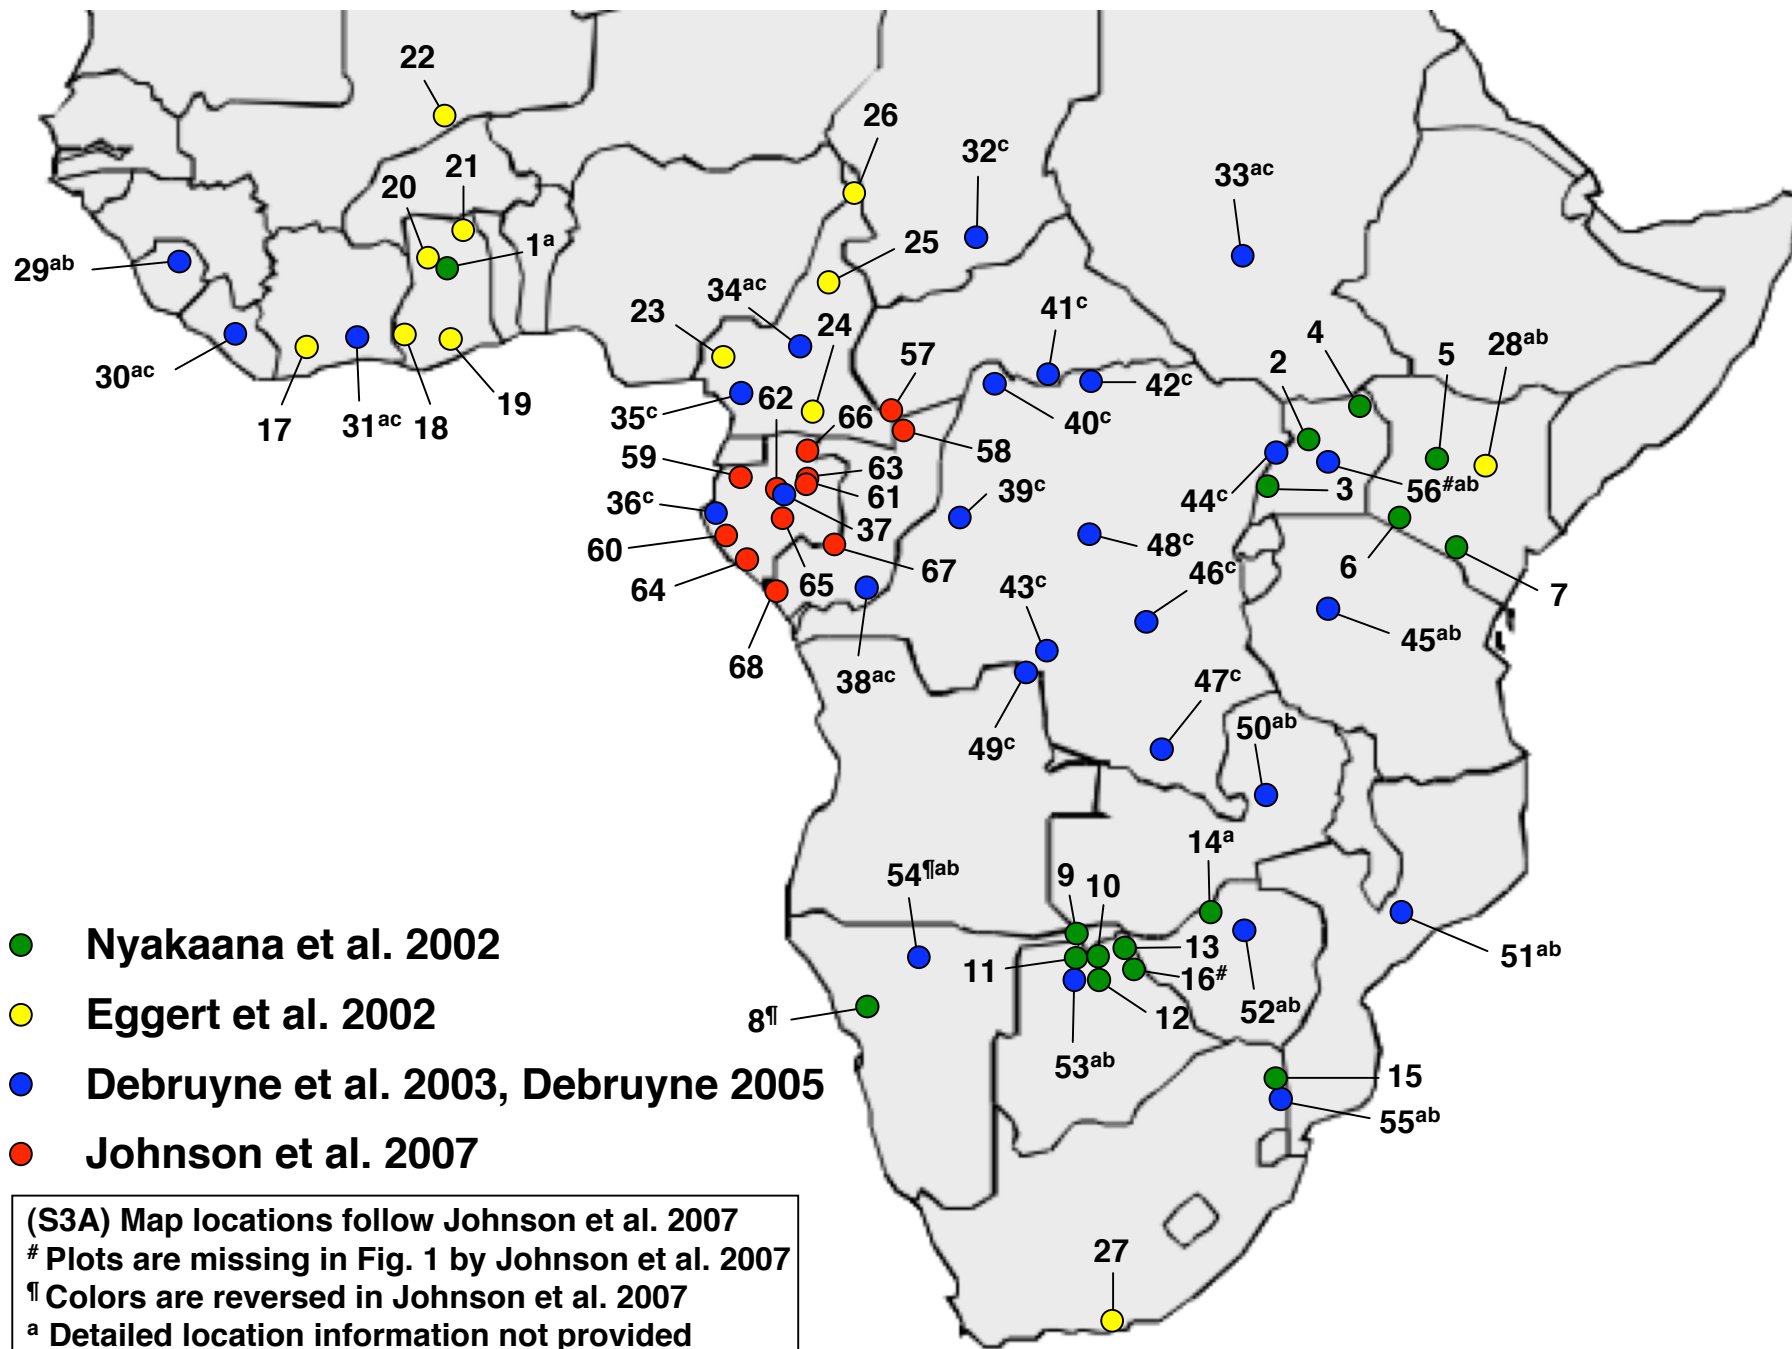 22
26
21
32ᶜ
20
33ᵃᶜ
1ᵃ
25
29ᵃᵇ
34ᵃᶜ
23
24
41ᶜ
4
2
5
28ᵃᵇ
57
30ᵃᶜ
17
31ᵃᶜ
18
19
35ᶜ
62
66
40ᶜ
42ᶜ
58
59
63
61
39ᶜ
44ᶜ
3
56#ᵃᵇ
36ᶜ
37
60
48ᶜ
64
65
67
43ᶜ
46ᶜ
6
7
45ᵃᵇ
68
38ᵃᶜ
47ᶜ
49ᶜ
50ᵃᵇ
14ᵃ
54¶ᵃᵇ
9
10
Nyakaana et al. 2002
11
13
16#
51ᵃᵇ
8¶
12
52ᵃᵇ
Eggert et al. 2002
53ᵃᵇ
15
Debruyne et al. 2003, Debruyne 2005
55ᵃᵇ
Johnson et al. 2007
27
(S3A) Map locations follow Johnson et al. 2007
# Plots are missing in Fig. 1 by Johnson et al. 2007
¶ Colors are reversed in Johnson et al. 2007
ᵃ Detailed location information not provided